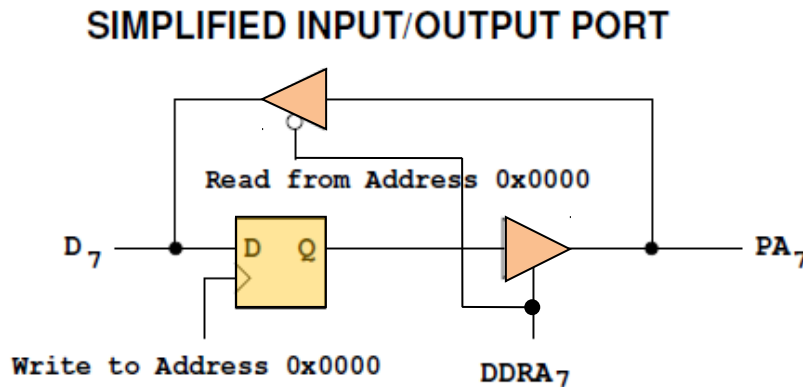 SIMPLIFIED INPUT/OUTPUT PORT
Read from Address 0x0000
D7
D Q
PA7
Write to Address 0x0000
DDRA7